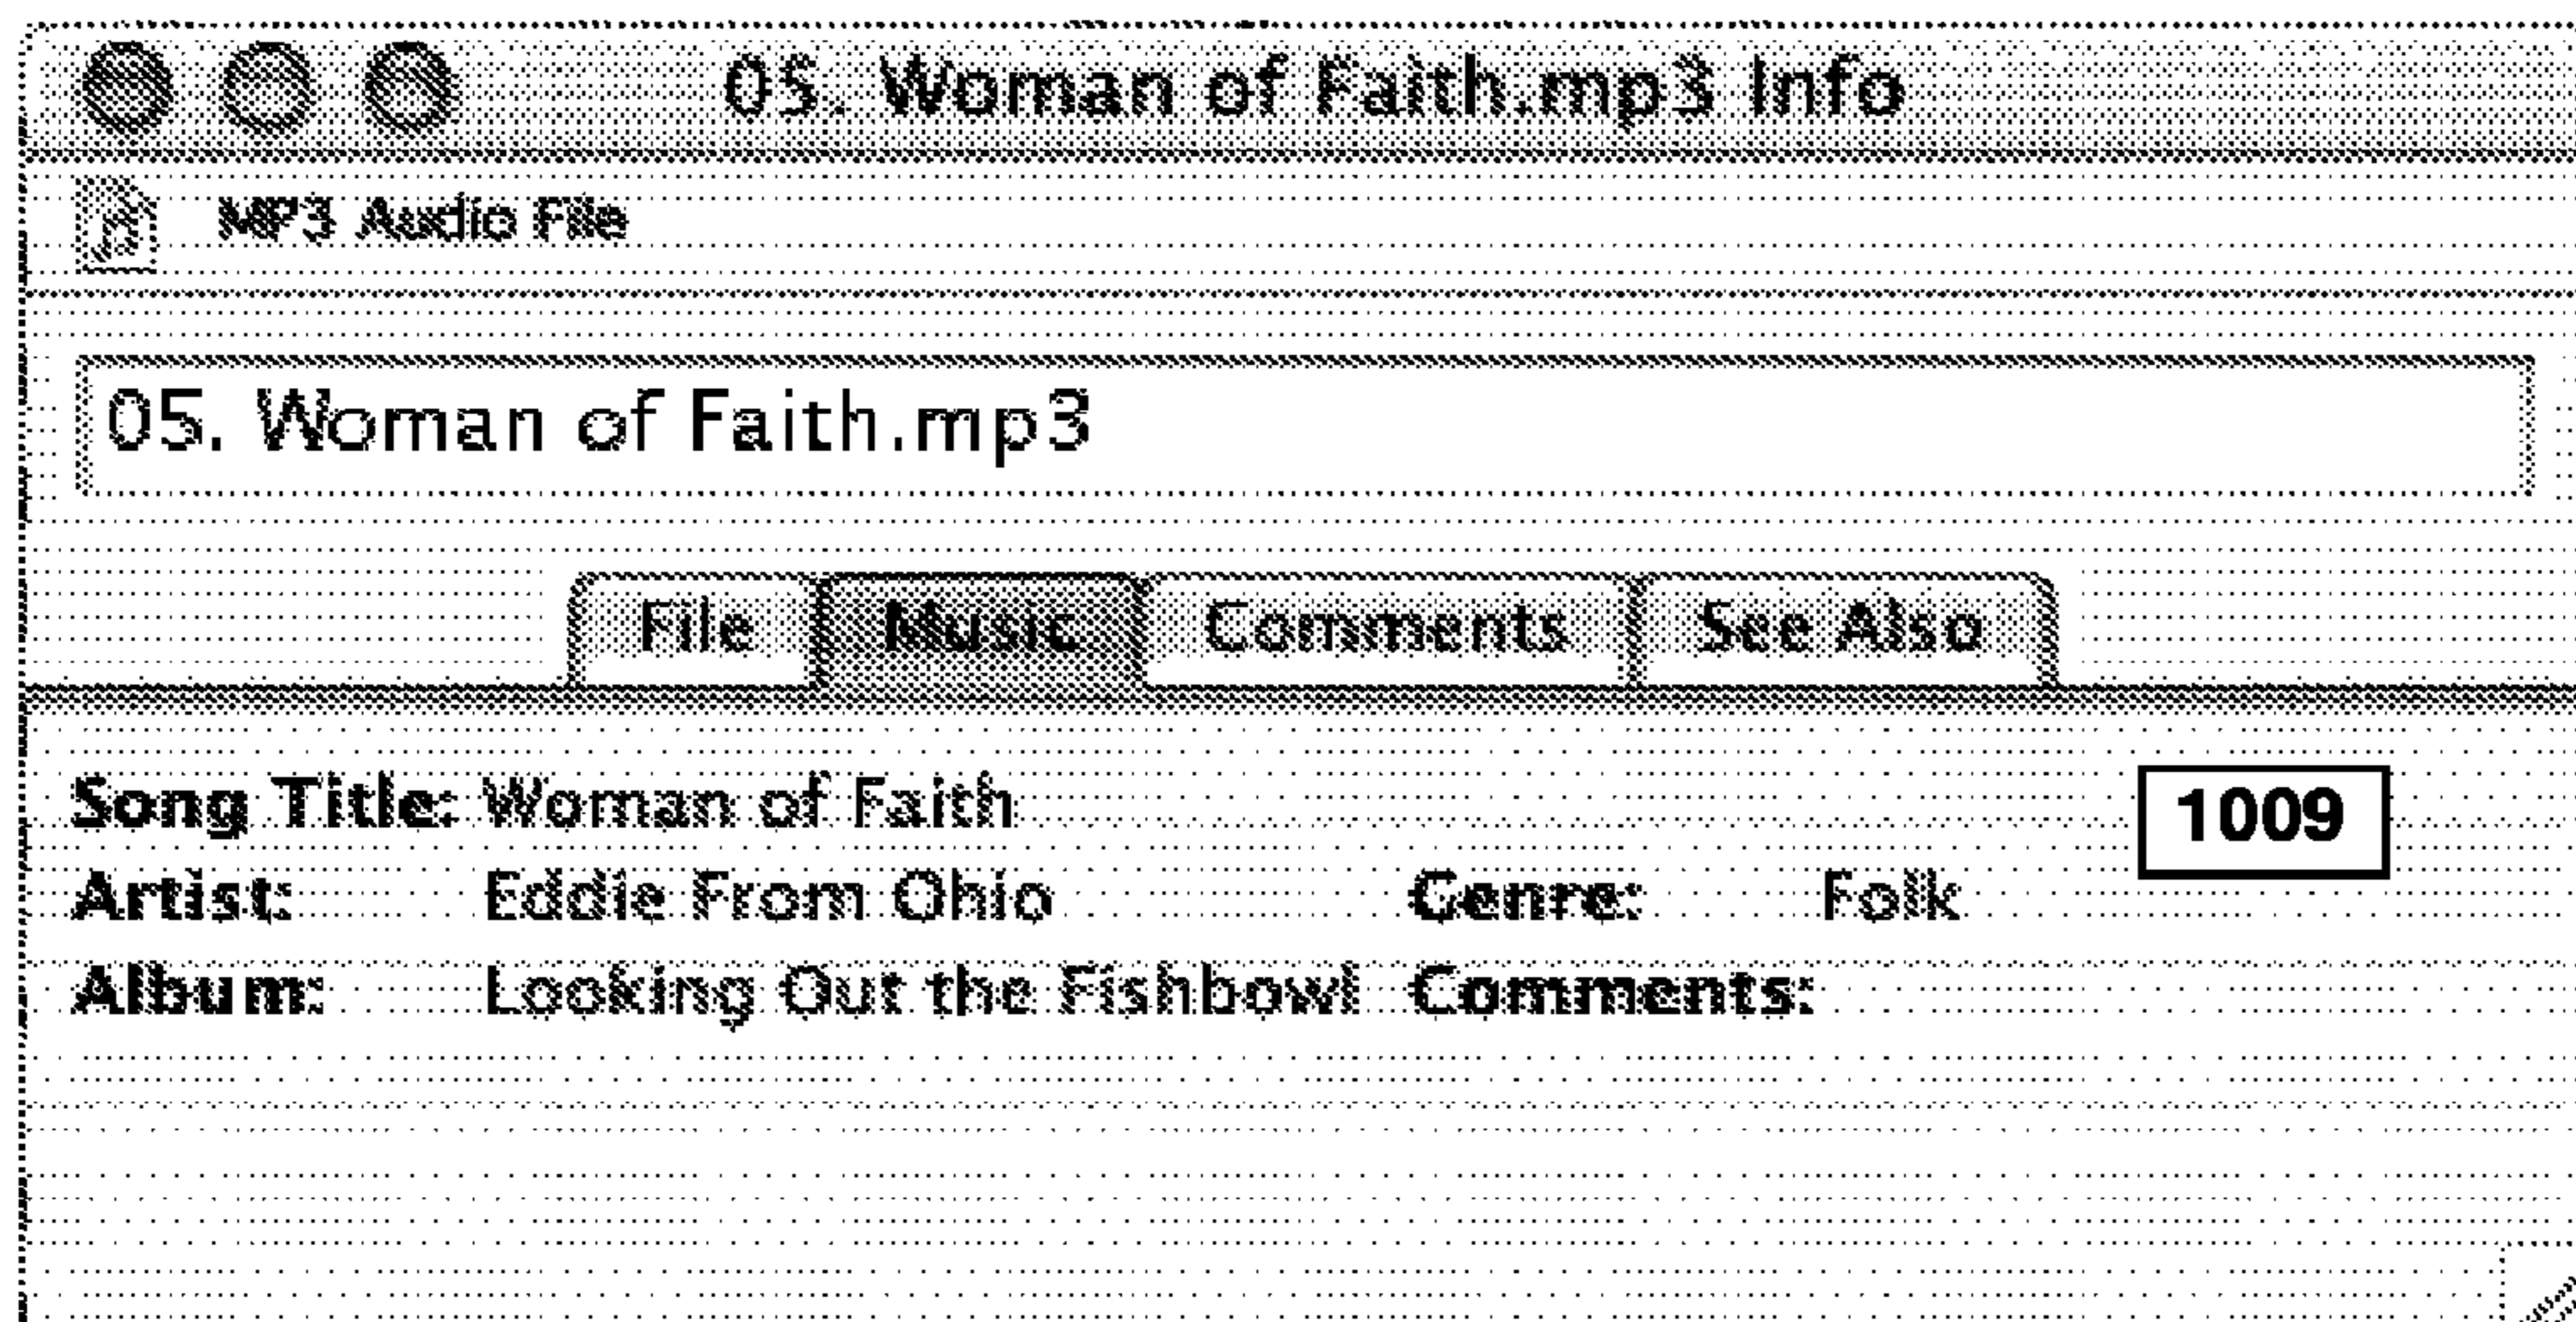 05. Woman of Faith.mp3 Info
MP3 Audio File
05. Woman of Faith.mp3
File Music Comments See Also
Song Title: Woman of Faith
1009
Artist: Eddie From Ohio Genre: Folk
Album: Looking Out the Fishbowl Comments: